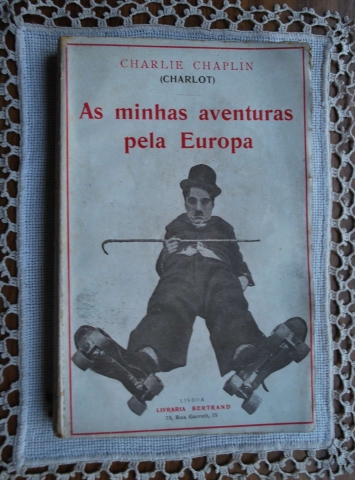 CHARLIE CHAPLIN
(CHARLOT)
As minhas aventuras
pela Europa
LISBOA
LIVRARIA BERTRAND
73, Rua Garrett, 75